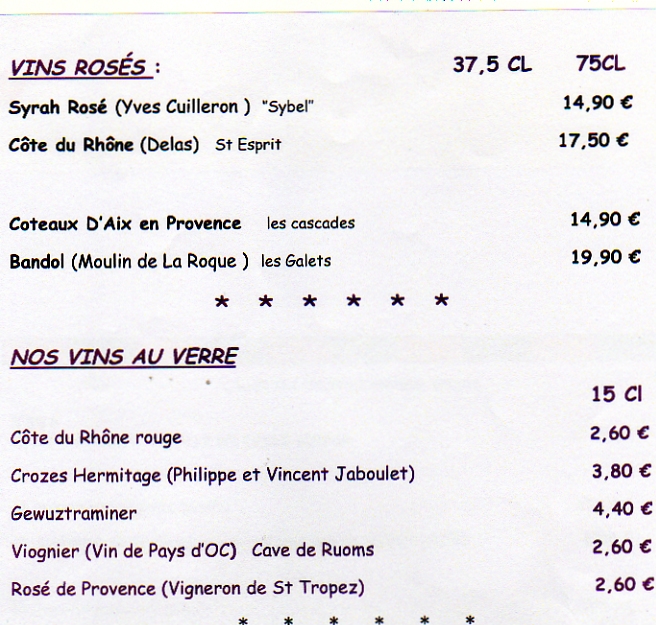 VINS ROSÉS : 37,5 CL 75CL
Syrah Rosé (Yves Cuilleron ) "Sybel" 14,90 €
Côte du Rhône (Delas) St Esprit 17,50 €
Coteaux D'Aix en Provence les cascades 14,90 €
Bandol (Moulin de La Roque ) les Galets 19,90 €
* * * * * *
NOS VINS AU VERRE
15 Cl
Côte du Rhône rouge 2,60 €
Crozes Hermitage (Philippe et Vincent Jaboulet) 3,80 €
Gewuztraminer 4,40 €
Viognier (Vin de Pays d'OC) Cave de Ruoms 2,60 €
Rosé de Provence (Vigneron de St Tropez) 2,60 €
* * * * * *